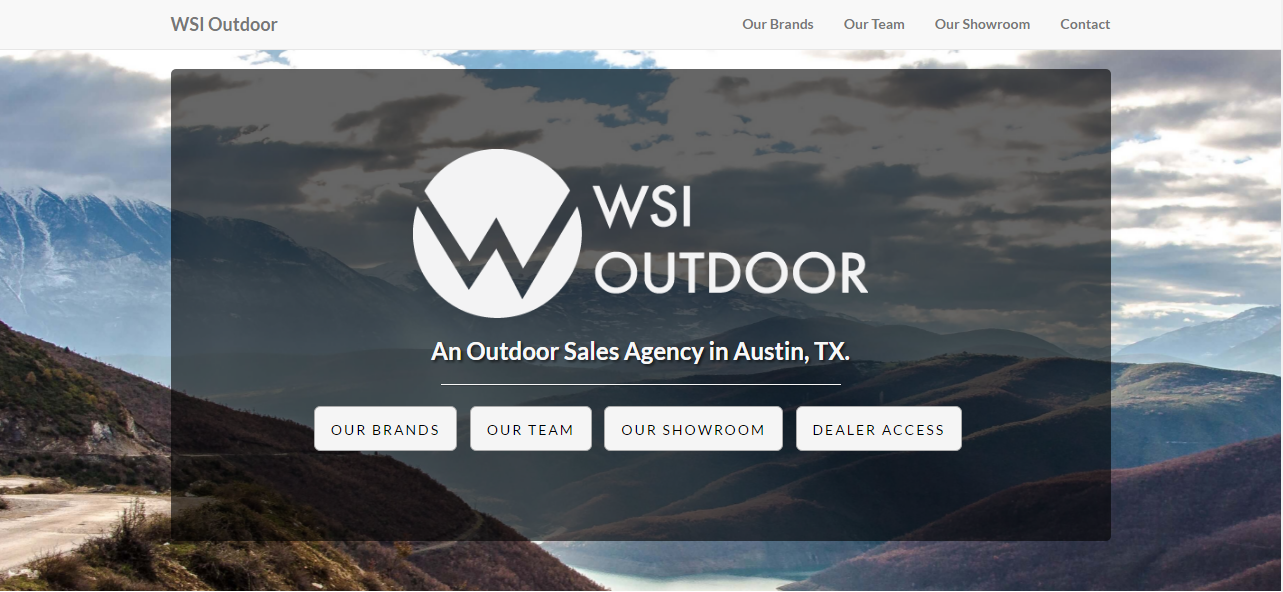 WSI Outdoor Our Brands Our Team Our Showroom Contact
WSI
OUTDOOR
An Outdoor Sales Agency in Austin, TX.
OUR BRANDS OUR TEAM OUR SHOWROOM DEALER ACCESS